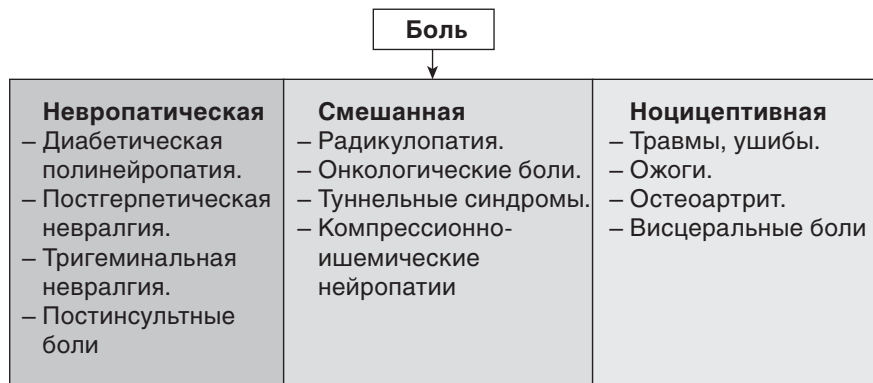 Боль
Невропатическая
– Диабетическая
полинейропатия.
– Постгерпетическая
невралгия.
– Тригеминальная
невралгия.
– Постинсультные
боли
Смешанная
– Радикулопатия.
– Онкологические боли.
– Туннельные синдромы.
– Компрессионно-
ишемические
нейропатии
Ноцицептивная
– Травмы, ушибы.
– Ожоги.
– Остеоартрит.
– Висцеральные боли